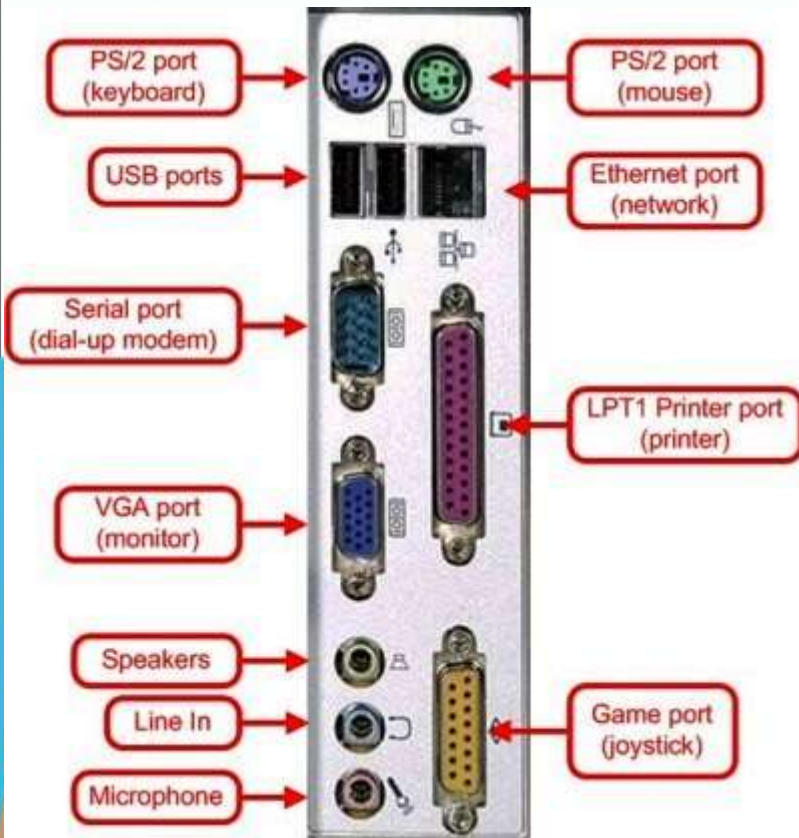 PS/2 port
(keyboard)
PS/2 port
(mouse)
USB ports
Ethernet port
(network)
Serial port
(dial-up modem)
LPT1 Printer port
(printer)
VGA port
(monitor)
Speakers
Line In
Game port
(joystick)
Microphone